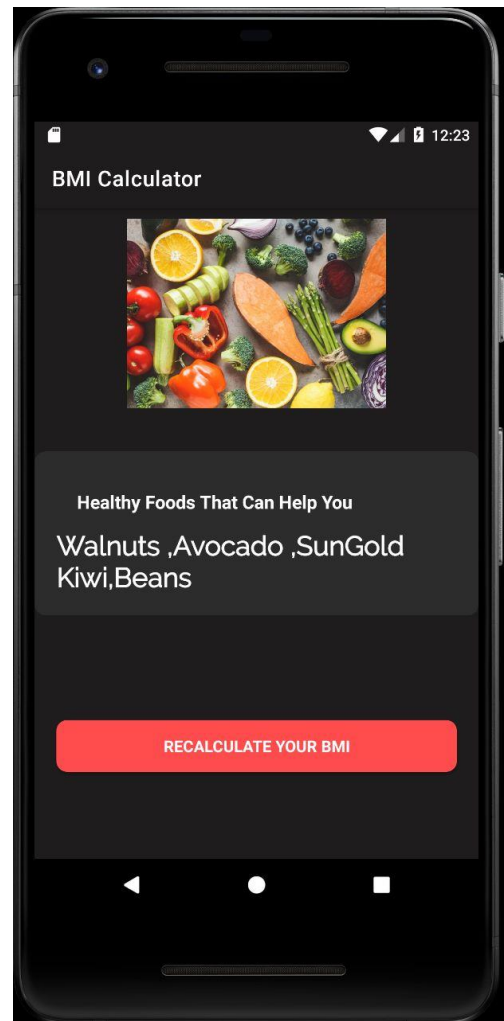 12:23
BMI Calculator
Healthy Foods That Can Help You
Walnuts ,Avocado ,SunGold
Kiwi,Beans
RECALCULATE YOUR BMI